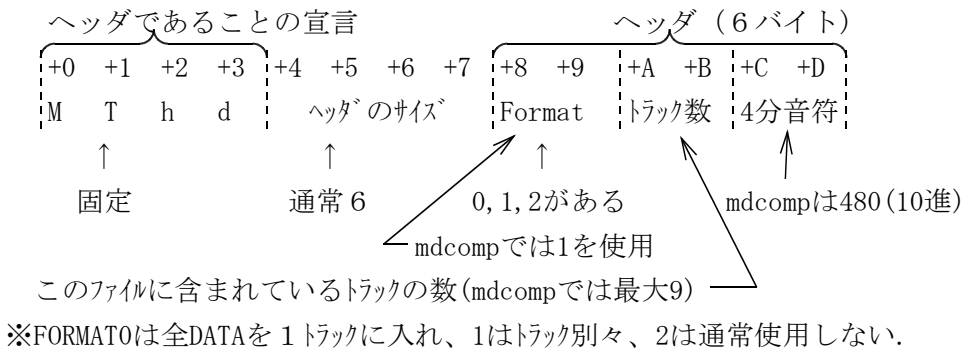 ヘッダであることの宣言 ヘッダ（6バイト）
+0 +1 +2 +3 +4 +5 +6 +7 +8 +9 +A +B +C +D
M T h d ﾍｯﾀﾞのｻｲｽﾞ Format ﾄﾗｯｸ数 4分音符
↑ ↑ ↑
固定 通常６ 0,1,2がある mdcompは480(10進)
mdcompでは1を使用
このﾌｧｲﾙに含まれているﾄﾗｯｸの数(mdcompでは最大9)
※FORMAT0は全DATAを１ﾄﾗｯｸに入れ、1はﾄﾗｯｸ別々、2は通常使用しない.